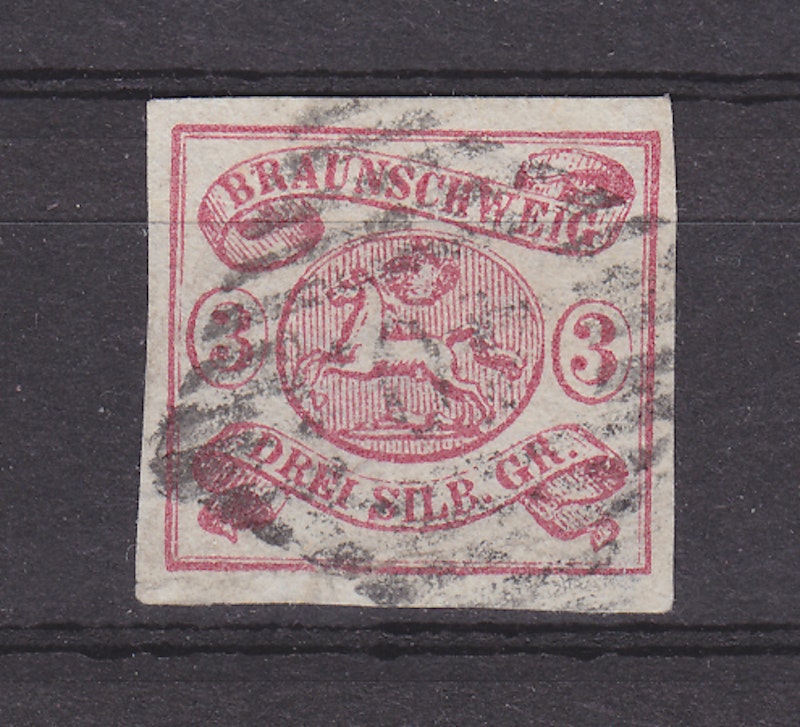 BRAUNSCHWEIG
3 3
DREI SILB. GR.